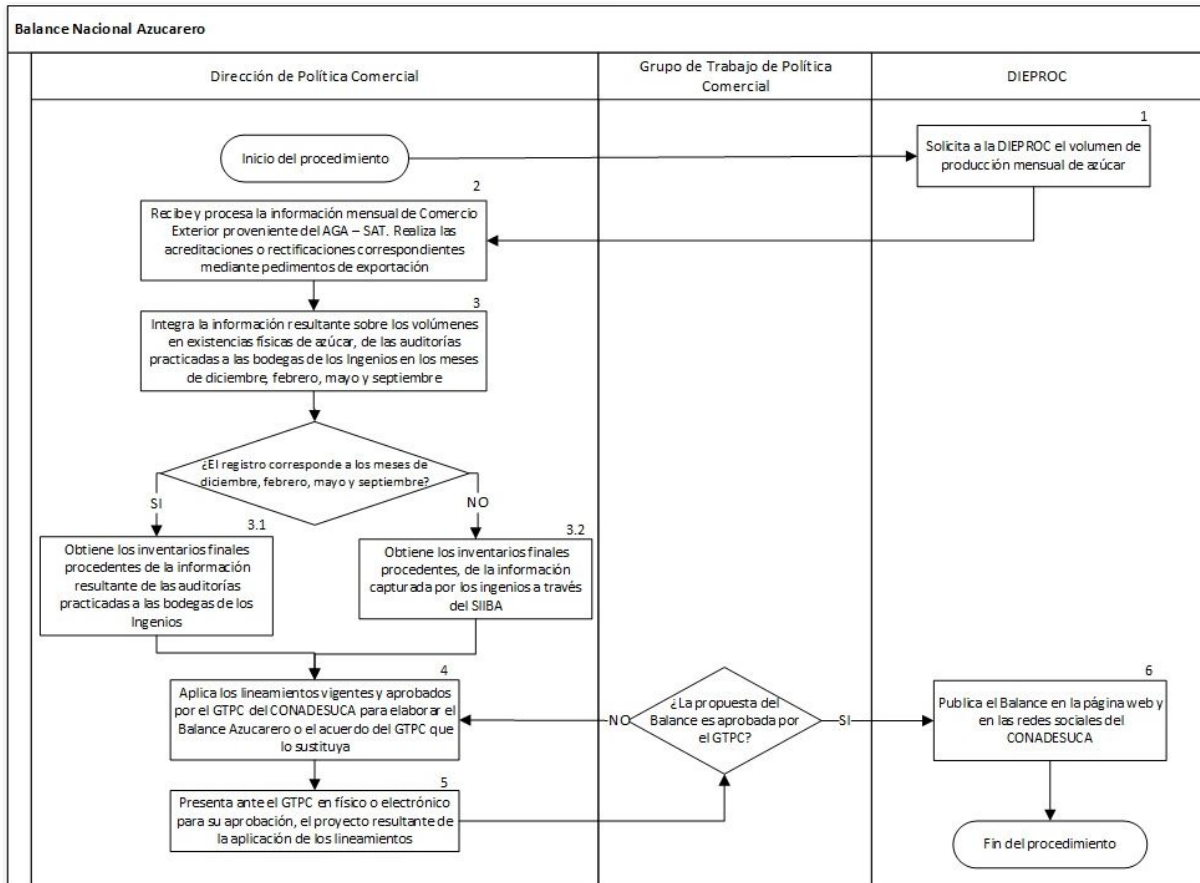 Balance Nacional Azucarero
Dirección de Política Comercial
Grupo de Trabajo de Política
Comercial
DIEPROC
Inicio del procedimiento
1
Solicita a la DIEPROC el volumen de
producción mensual de azúcar
2
Recibe y procesa la información mensual de Comercio
Exterior proveniente del AGA – SAT. Realiza las
acreditaciones o rectificaciones correspondientes
mediante pedimentos de exportación
3
Integra la información resultante sobre los volúmenes
en existencias físicas de azúcar, de las auditorías
practicadas a las bodegas de los Ingenios en los meses
de diciembre, febrero, mayo y septiembre
¿El registro corresponde a los meses de
diciembre, febrero, mayo y septiembre?
SI
NO
3.1
Obtiene los inventarios finales
procedentes de la información
resultante de las auditorías
practicadas a las bodegas de los
Ingenios
3.2
Obtiene los inventarios finales
procedentes, de la información
capturada por los ingenios a través
del SIIBA
4
Aplica los lineamientos vigentes y aprobados
por el GTPC del CONADESUCA para elaborar el
Balance Azucarero o el acuerdo del GTPC que
lo sustituya
5
Presenta ante el GTPC en físico o electrónico
para su aprobación, el proyecto resultante de
la aplicación de los lineamientos
¿La propuesta del
Balance es aprobada por
el GTPC?
NO
SI
6
Publica el Balance en la página web y
en las redes sociales del
CONADESUCA
Fin del procedimiento